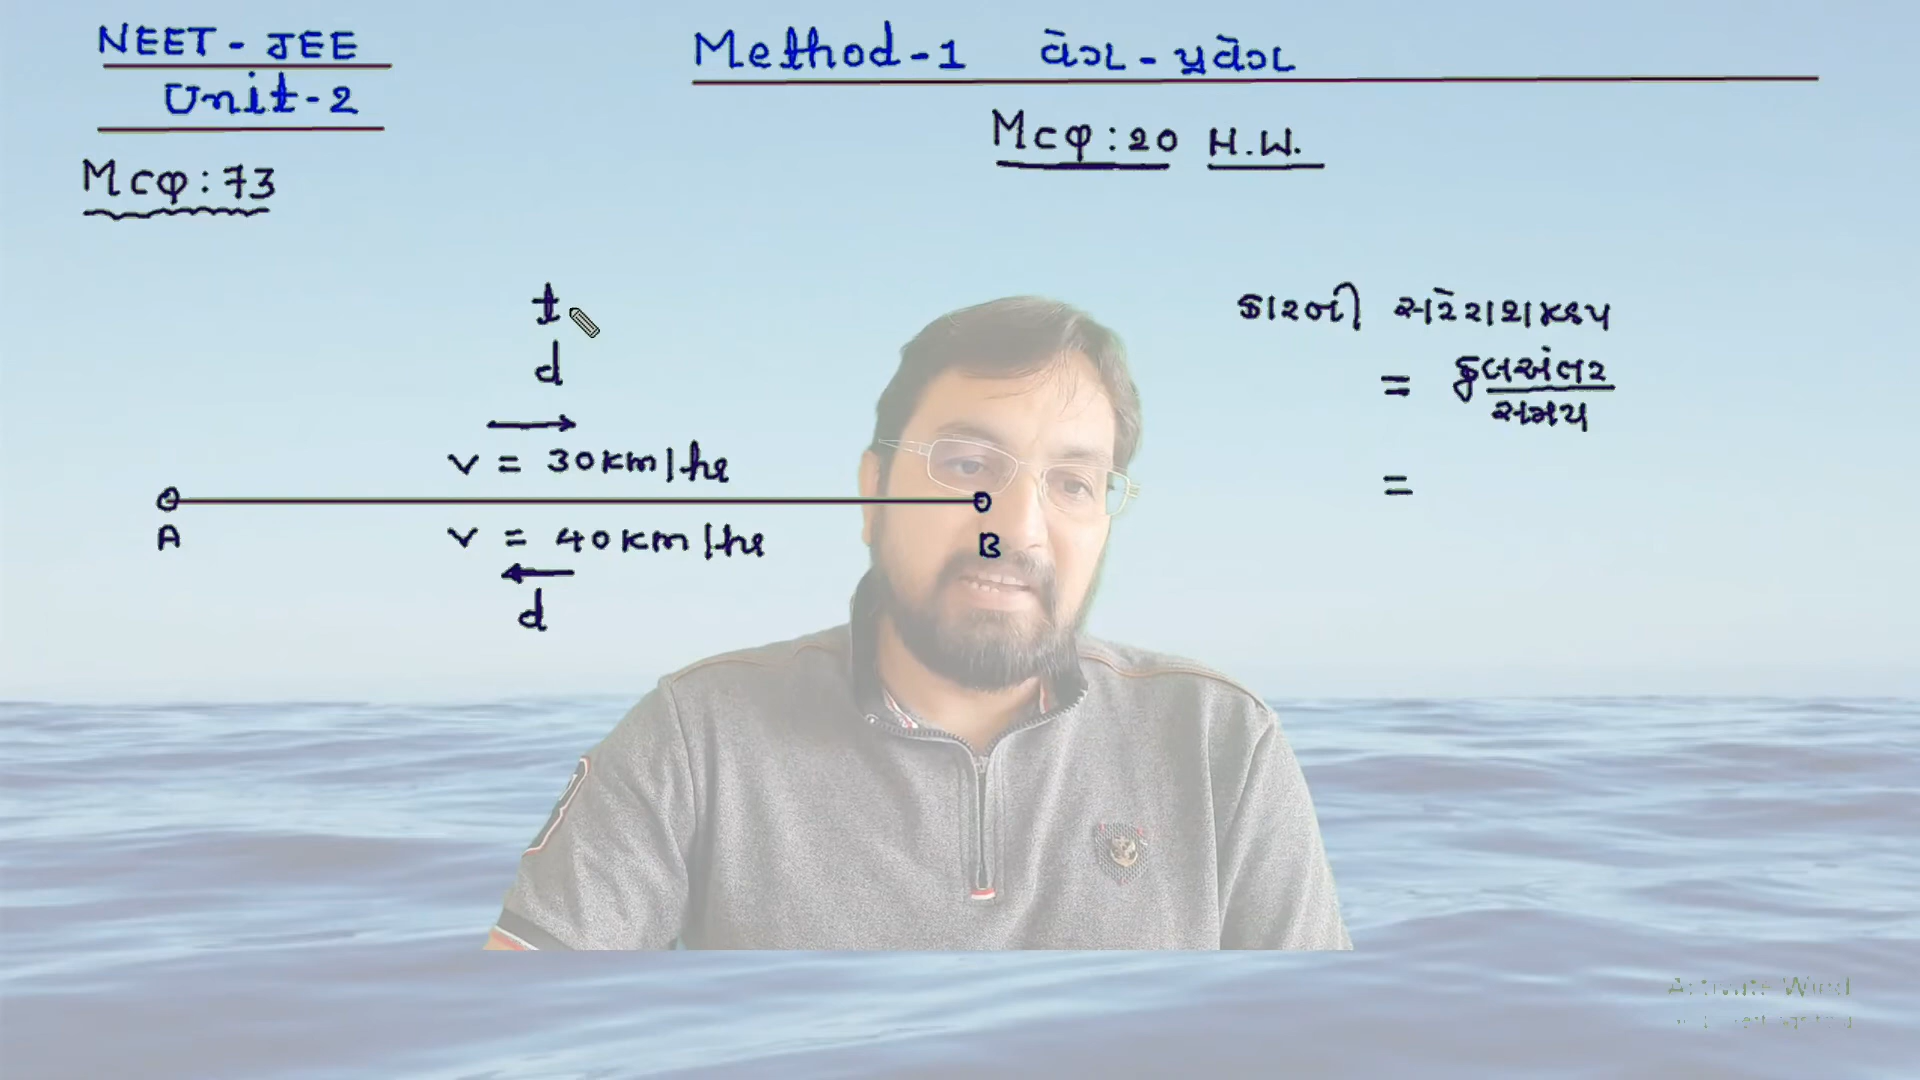 NEET - JEE
Unit - 2
MCQ : 73
Method - 1 વેગ - પ્રવેગ
MCQ : 20 H.W.
t
d
v = 30 km/hr
A B
v = 40 km/hr
d
કારની સરેરાશ ઝડપ
= કુલ અંતર
સમય
=